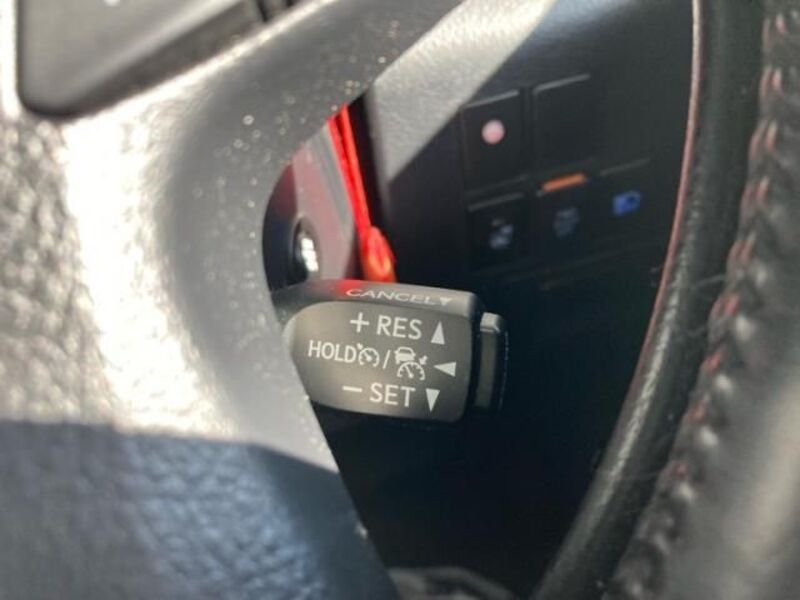 CANCEL
+ RES
HOLD /
− SET